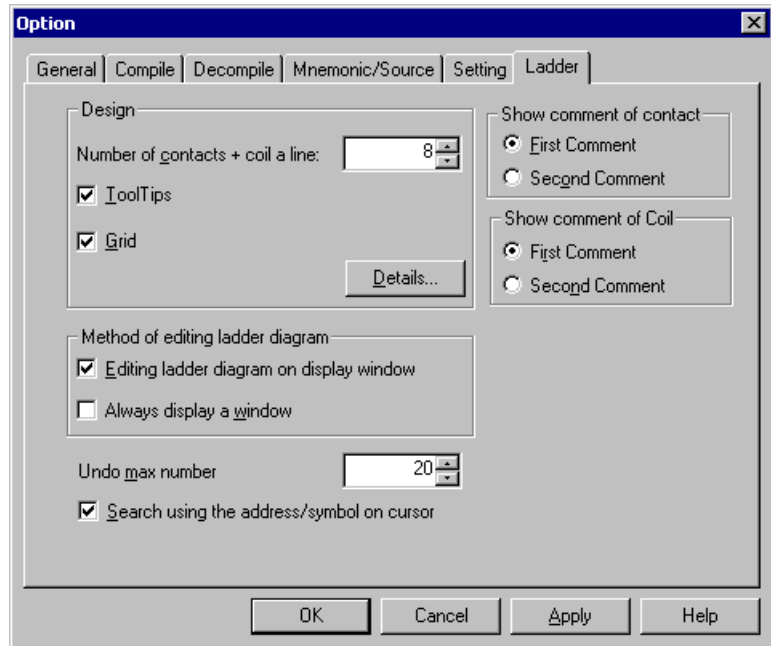 Option
General Compile Decompile Mnemonic/Source Setting Ladder
Design
Number of contacts + coil a line: 8
ToolTips
Grid
Details...
Show comment of contact
First Comment
Second Comment
Show comment of Coil
First Comment
Second Comment
Method of editing ladder diagram
Editing ladder diagram on display window
Always display a window
Undo max number 20
Search using the address/symbol on cursor
OK Cancel Apply Help